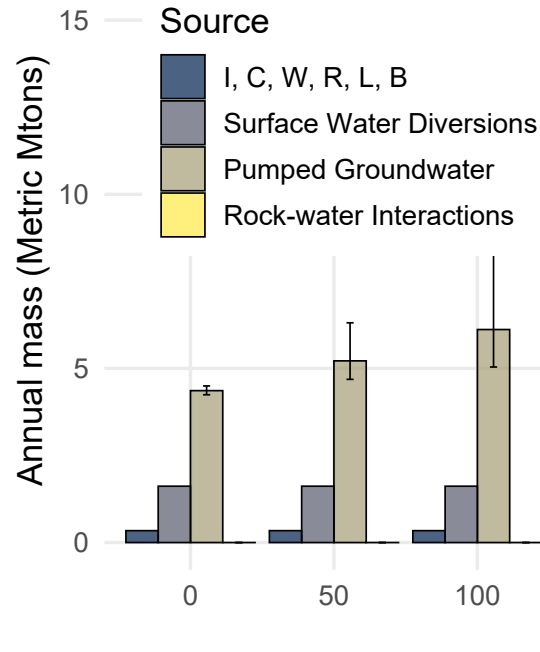 Source
I, C, W, R, L, B
Surface Water Diversions
Pumped Groundwater
Rock-water Interactions
Annual mass (Metric Mtons)
15
10
5
0
0 50 100